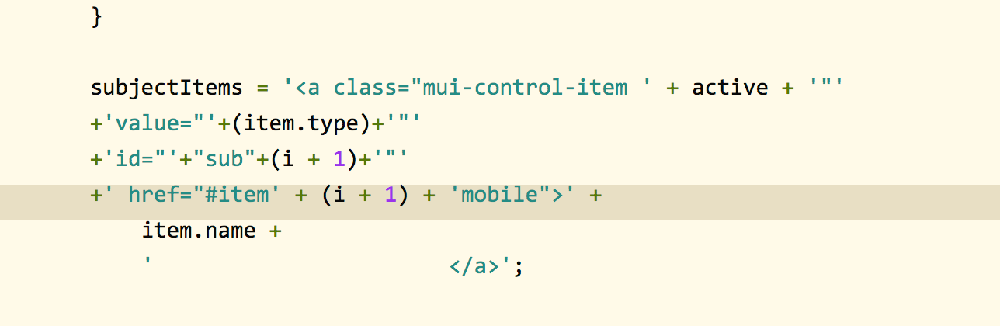 }
subjectItems = '<a class="mui-control-item ' + active + '"'
+'value="'+(item.type)+'"'
+'id="'+"sub"+(i + 1)+'"'
+' href="#item' + (i + 1) + 'mobile">' +
item.name +
'                       </a>';